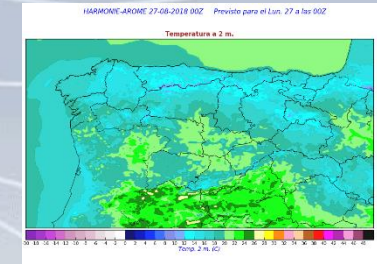 HARMONIE-AROME 27-08-2018 00Z Previsto para el Lun. 27 a las 00Z
Temperatura a 2 m.
Temp. 2 m. (C)